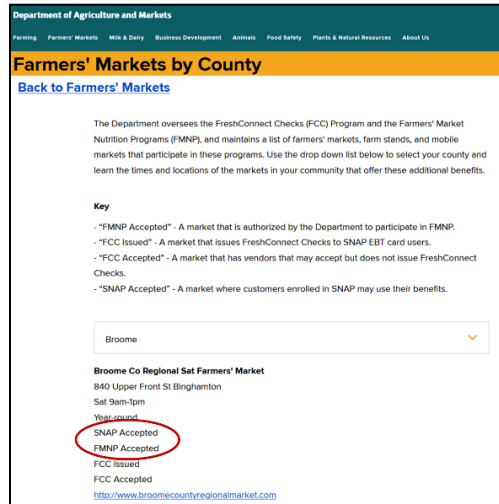 Department of Agriculture and Markets
Farming Farmers' Markets Milk & Dairy Business Development Animals Food Safety Plants & Natural Resources About Us
Farmers' Markets by County
Back to Farmers' Markets
The Department oversees the FreshConnect Checks (FCC) Program and the Farmers' Market
Nutrition Programs (FMNP), and maintains a list of farmers' markets, farm stands, and mobile
markets that participate in these programs. Use the drop down list below to select your county and
learn the times and locations of the markets in your community that offer these additional benefits.
Key
- "FMNP Accepted" - A market that is authorized by the Department to participate in FMNP.
- "FCC Issued" - A market that issues FreshConnect Checks to SNAP EBT card users.
- "FCC Accepted" - A market that has vendors that may accept but does not issue FreshConnect
Checks.
- "SNAP Accepted" - A market where customers enrolled in SNAP may use their benefits.
Broome
Broome Co Regional Sat Farmers' Market
840 Upper Front St Binghamton
Sat 9am-1pm
Year-round
SNAP Accepted
FMNP Accepted
FCC Issued
FCC Accepted
http://www.broomecountyregionalmarket.com